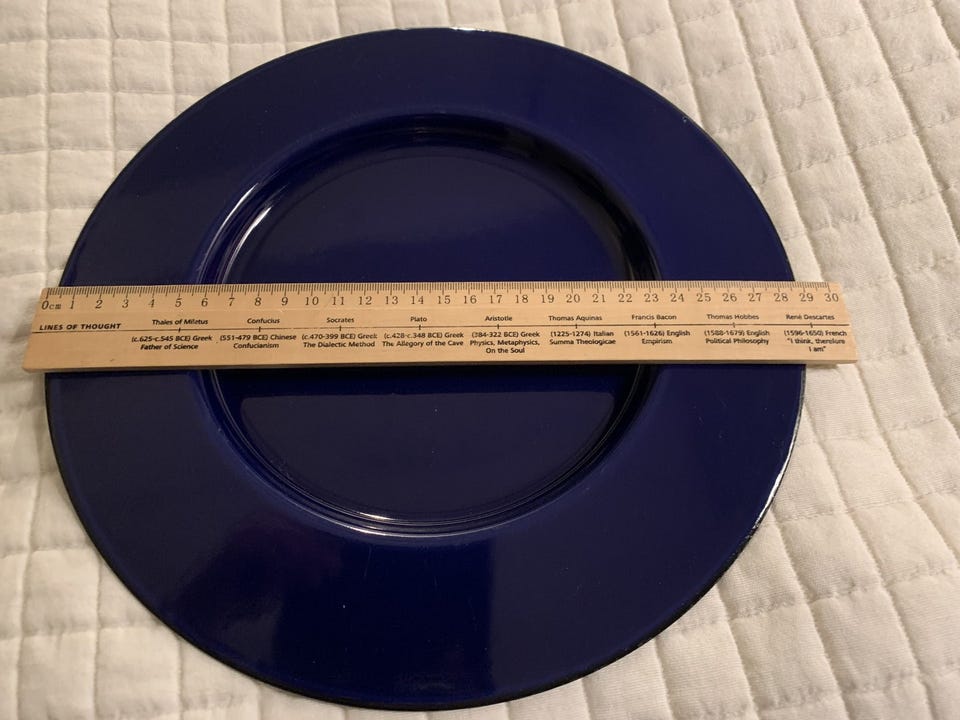 0cm 1 2 3 4 5 6 7 8 9 10 11 12 13 14 15 16 17 18 19 20 21 22 23 24 25 26 27 28 29 30
LINES OF THOUGHT
Thales of Miletus
(c.625-c.545 BCE) Greek
Father of Science
Confucius
(551-479 BCE) Chinese
Confucianism
Socrates
(c.470-399 BCE) Greek
The Dialectic Method
Plato
(c.428-c.348 BCE) Greek
The Allegory of the Cave
Aristotle
(384-322 BCE) Greek
Physics, Metaphysics,
On the Soul
Thomas Aquinas
(1225-1274) Italian
Summa Theologicae
Francis Bacon
(1561-1626) English
Empirism
Thomas Hobbes
(1588-1679) English
Political Philosophy
René Descartes
(1596-1650) French
"I think, therefore
I am"